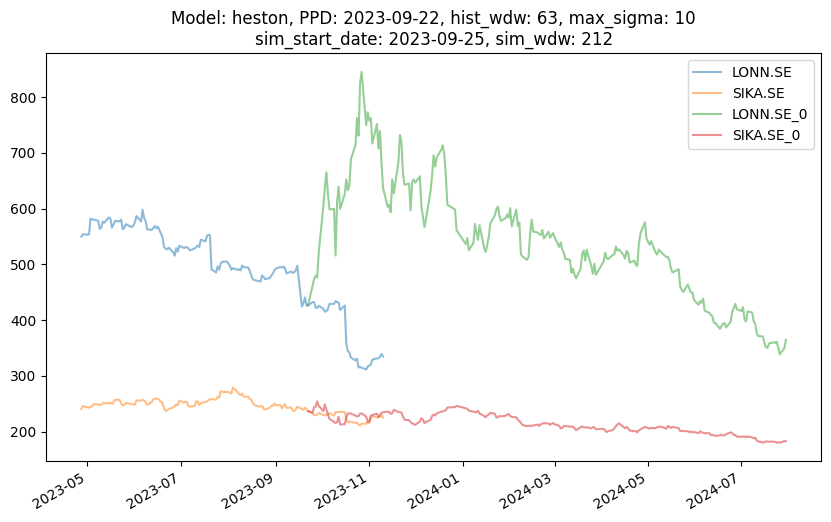 Model: heston, PPD: 2023-09-22, hist_wdw: 63, max_sigma: 10
sim_start_date: 2023-09-25, sim_wdw: 212
LONN.SE
SIKA.SE
LONN.SE_0
SIKA.SE_0
800
700
600
500
400
300
200
2023-05
2023-07
2023-09
2023-11
2024-01
2024-03
2024-05
2024-07